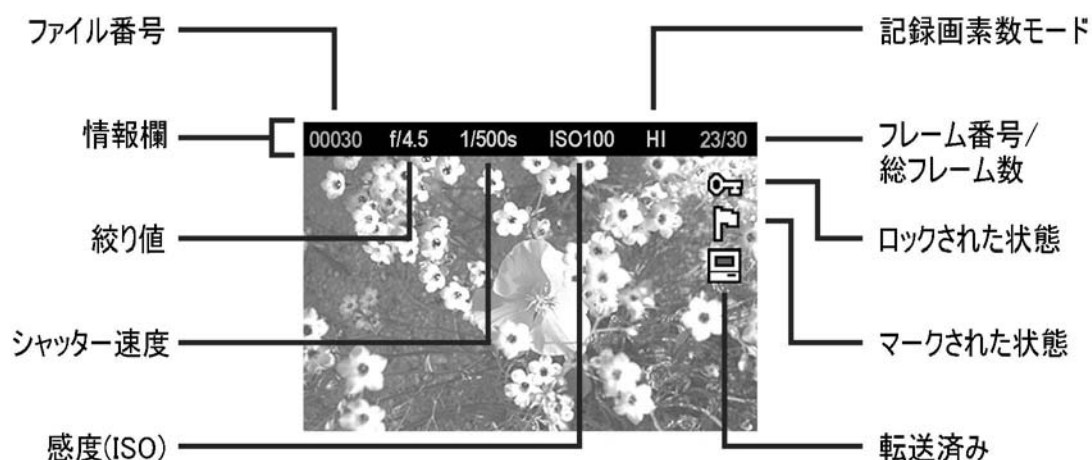 ファイル番号
記録画素数モード
情報欄
00030 f/4.5 1/500s ISO100 HI 23/30
フレーム番号/
総フレーム数
絞り値
ロックされた状態
シャッター速度
マークされた状態
感度(ISO)
転送済み